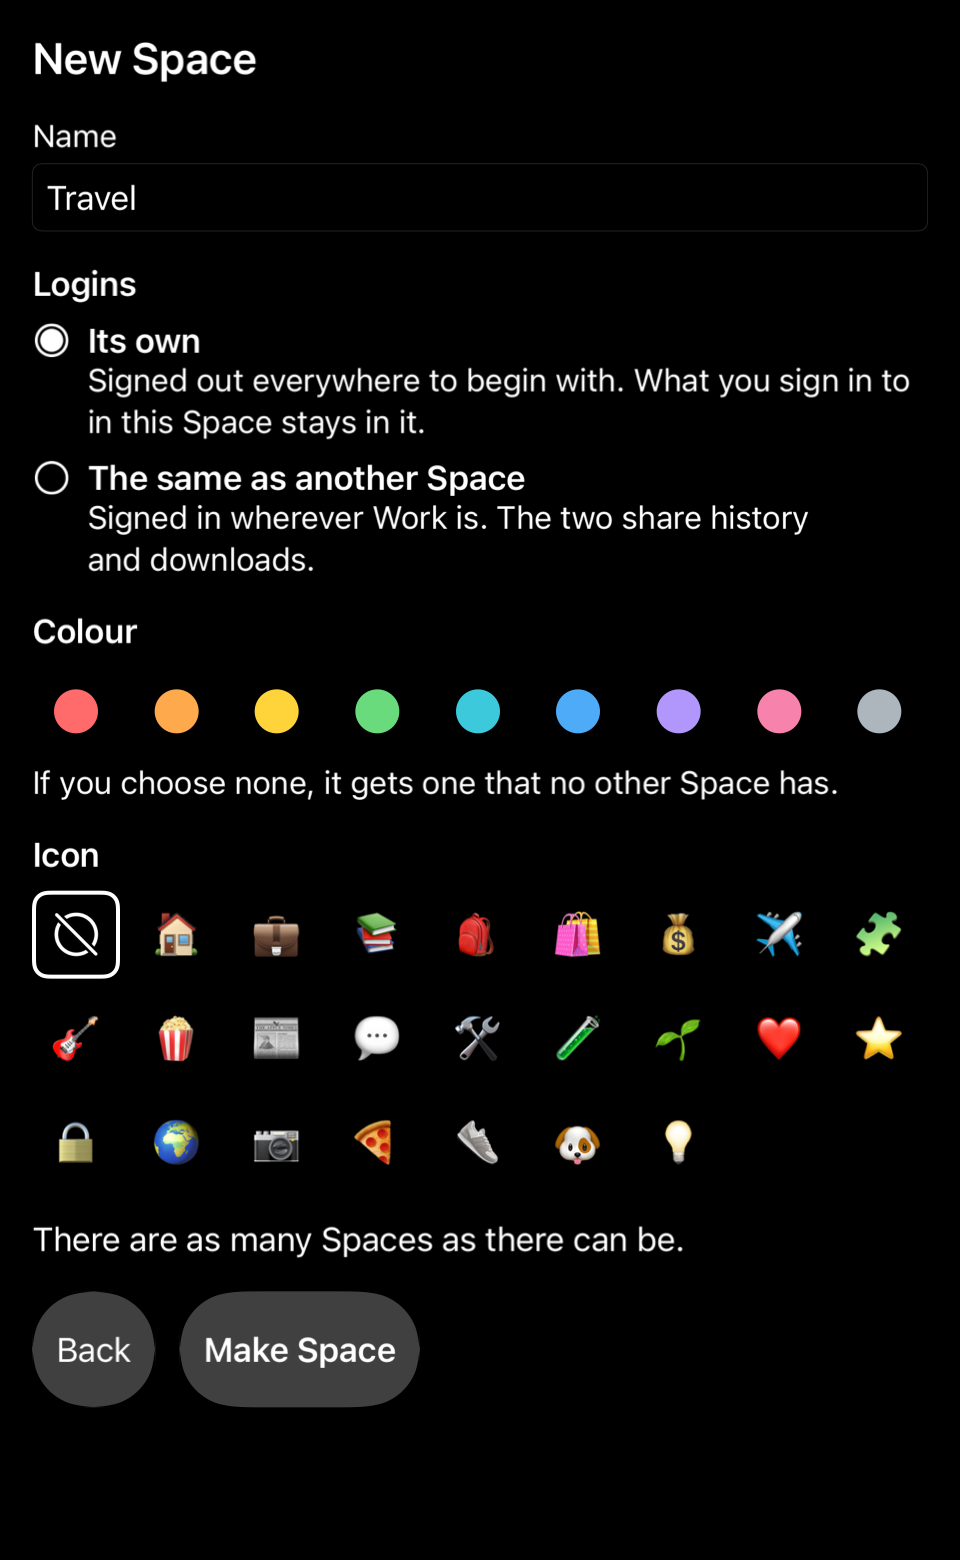 New Space
Name
Travel
Logins
Its own
Signed out everywhere to begin with. What you sign in to
in this Space stays in it.
The same as another Space
Signed in wherever Work is. The two share history
and downloads.
Colour
If you choose none, it gets one that no other Space has.
Icon
There are as many Spaces as there can be.
Back
Make Space